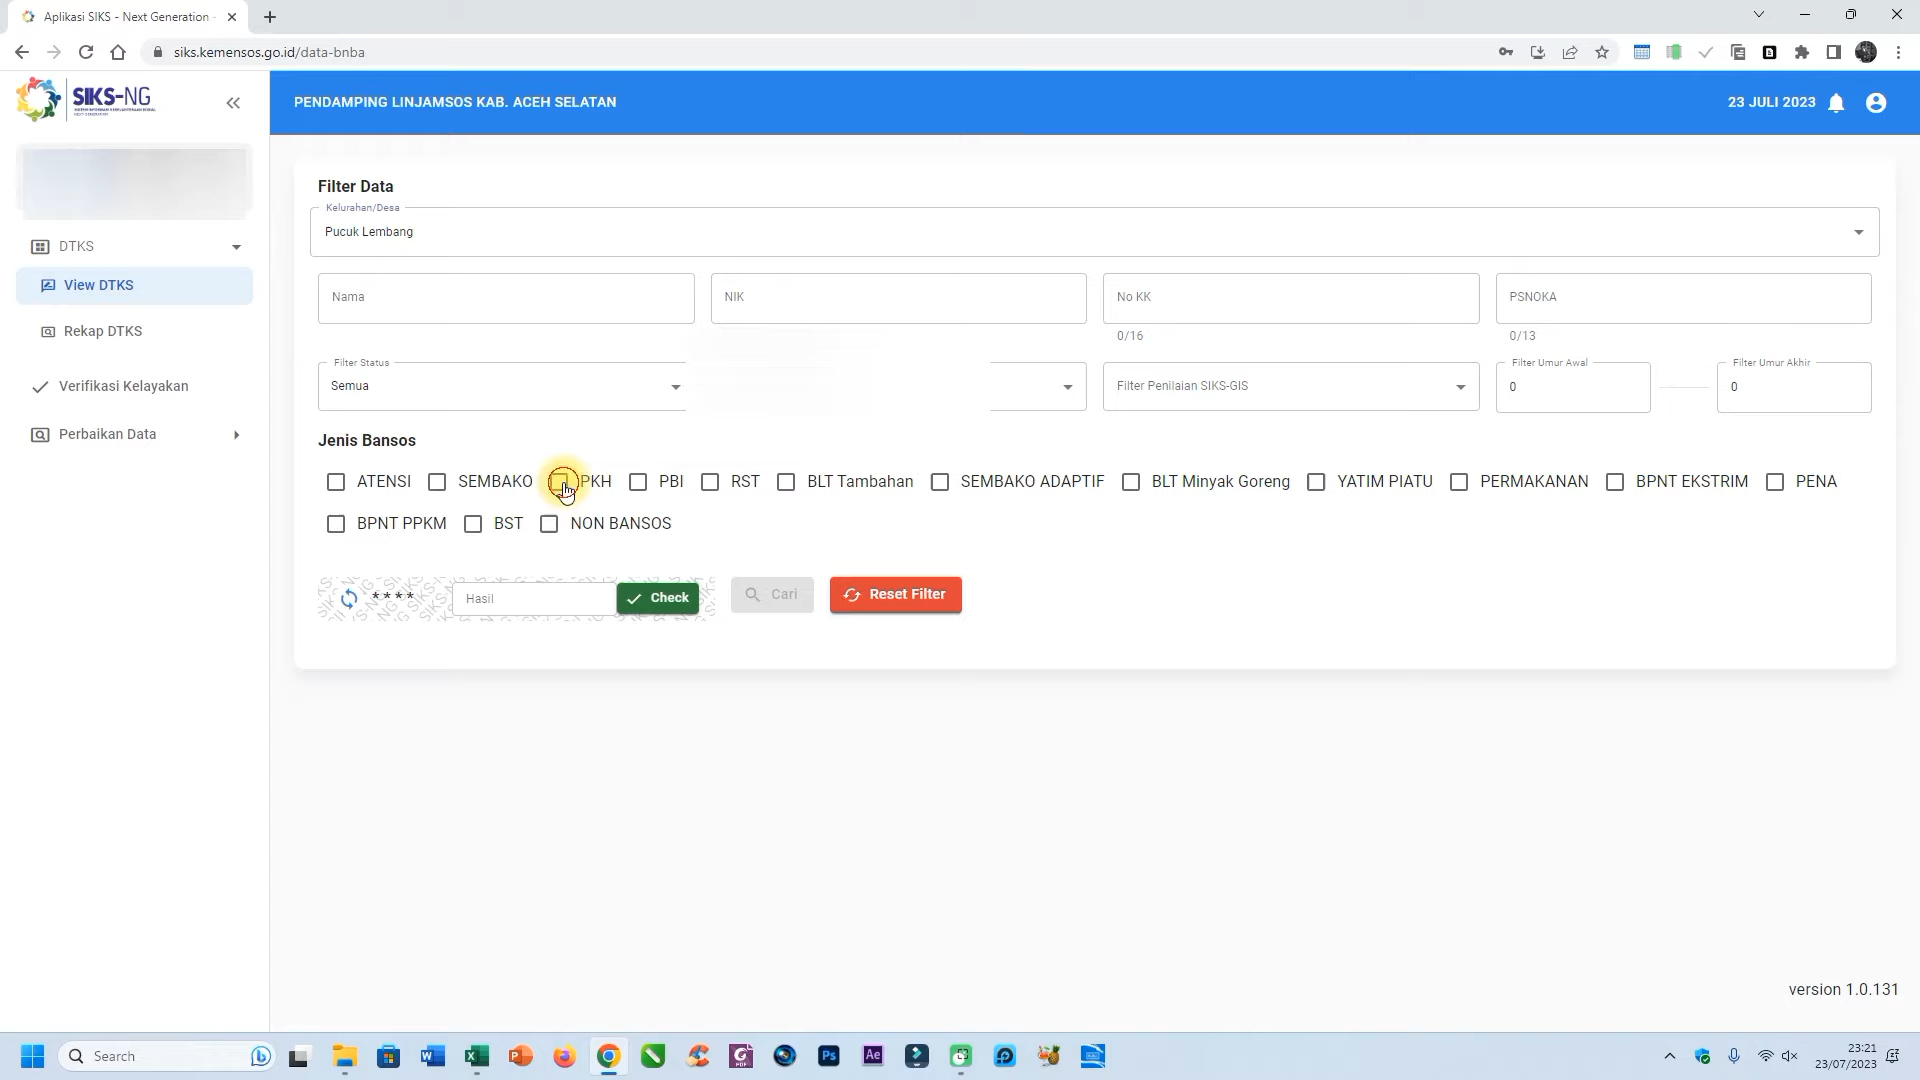 Aplikasi SIKS - Next Generation
siks.kemensos.go.id/data-bnba
SIKS-NG
PENDAMPING LINJAMSOS KAB. ACEH SELATAN
23 JULI 2023
DTKS
View DTKS
Rekap DTKS
Verifikasi Kelayakan
Perbaikan Data
Filter Data
Kelurahan/Desa
Pucuk Lembang
Nama
NIK
No KK
PSNOKA
0/16
0/13
Filter Status
Semua
Filter Penilaian SIKS-GIS
Filter Umur Awal
0
Filter Umur Akhir
0
Jenis Bansos
ATENSI SEMBAKO PKH PBI RST BLT Tambahan SEMBAKO ADAPTIF BLT Minyak Goreng YATIM PIATU PERMAKANAN BPNT EKSTRIM PENA
BPNT PPKM BST NON BANSOS
**** Hasil Check Cari Reset Filter
version 1.0.131
Search
23:21
23/07/2023